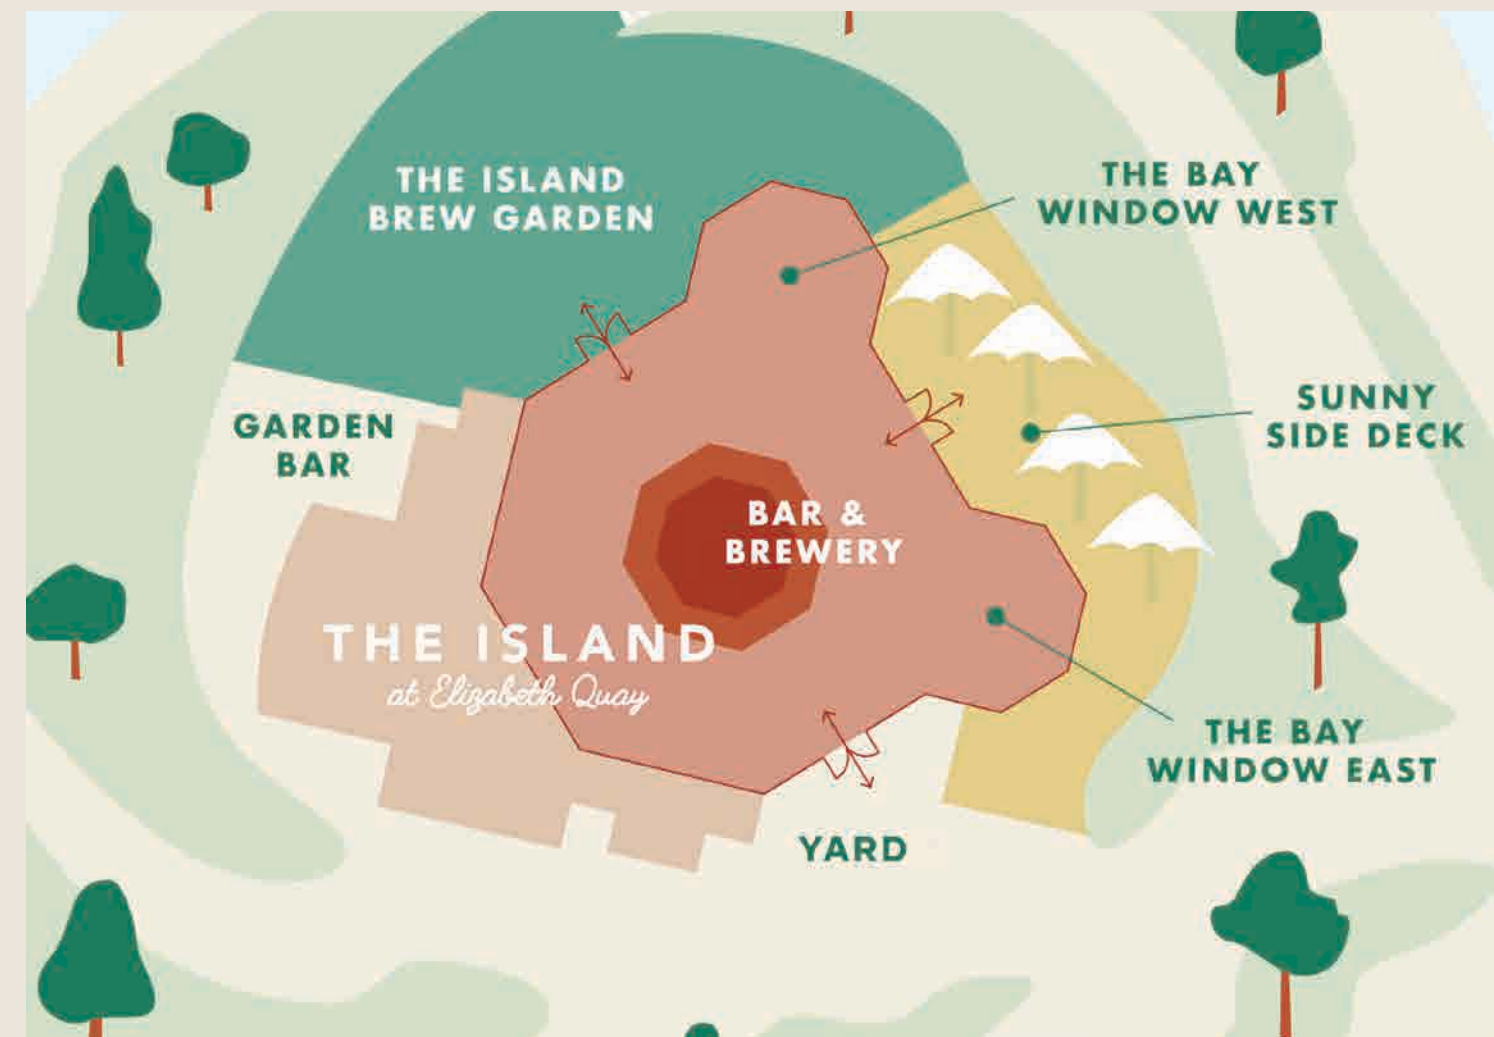 THE ISLAND
BREW GARDEN
THE BAY
WINDOW WEST
GARDEN
BAR
SUNNY
SIDE DECK
BAR &
BREWERY
THE ISLAND
at Elizabeth Quay
THE BAY
WINDOW EAST
YARD